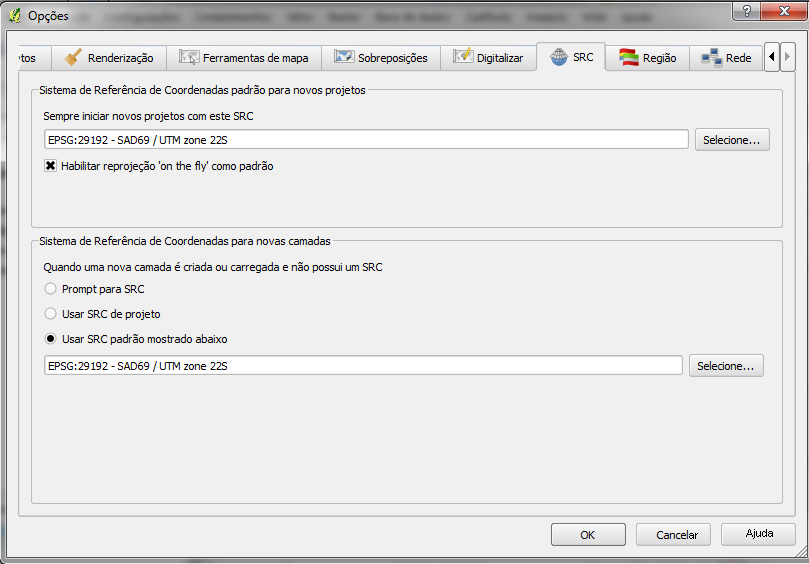 Opções
?
X
tos
Renderização
Ferramentas de mapa
Sobreposições
Digitalizar
SRC
Região
Rede
Sistema de Referência de Coordenadas padrão para novos projetos
Sempre iniciar novos projetos com este SRC
EPSG:29192 - SAD69 / UTM zone 22S
Selecione...
Habilitar reprojeção 'on the fly' como padrão
Sistema de Referência de Coordenadas para novas camadas
Quando uma nova camada é criada ou carregada e não possui um SRC
Prompt para SRC
Usar SRC de projeto
Usar SRC padrão mostrado abaixo
EPSG:29192 - SAD69 / UTM zone 22S
Selecione...
OK
Cancelar
Ajuda